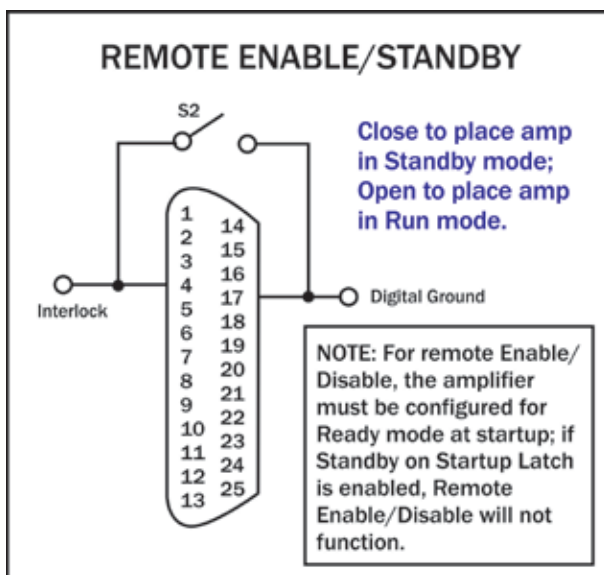 REMOTE ENABLE/STANDBY
S2
Close to place amp
in Standby mode;
Open to place amp
in Run mode.
1
2
3
4
5
6
7
8
9
10
11
12
13
14
15
16
17
18
19
20
21
22
23
24
25
Interlock
Digital Ground
NOTE: For remote Enable/
Disable, the amplifier
must be configured for
Ready mode at startup; if
Standby on Startup Latch
is enabled, Remote
Enable/Disable will not
function.